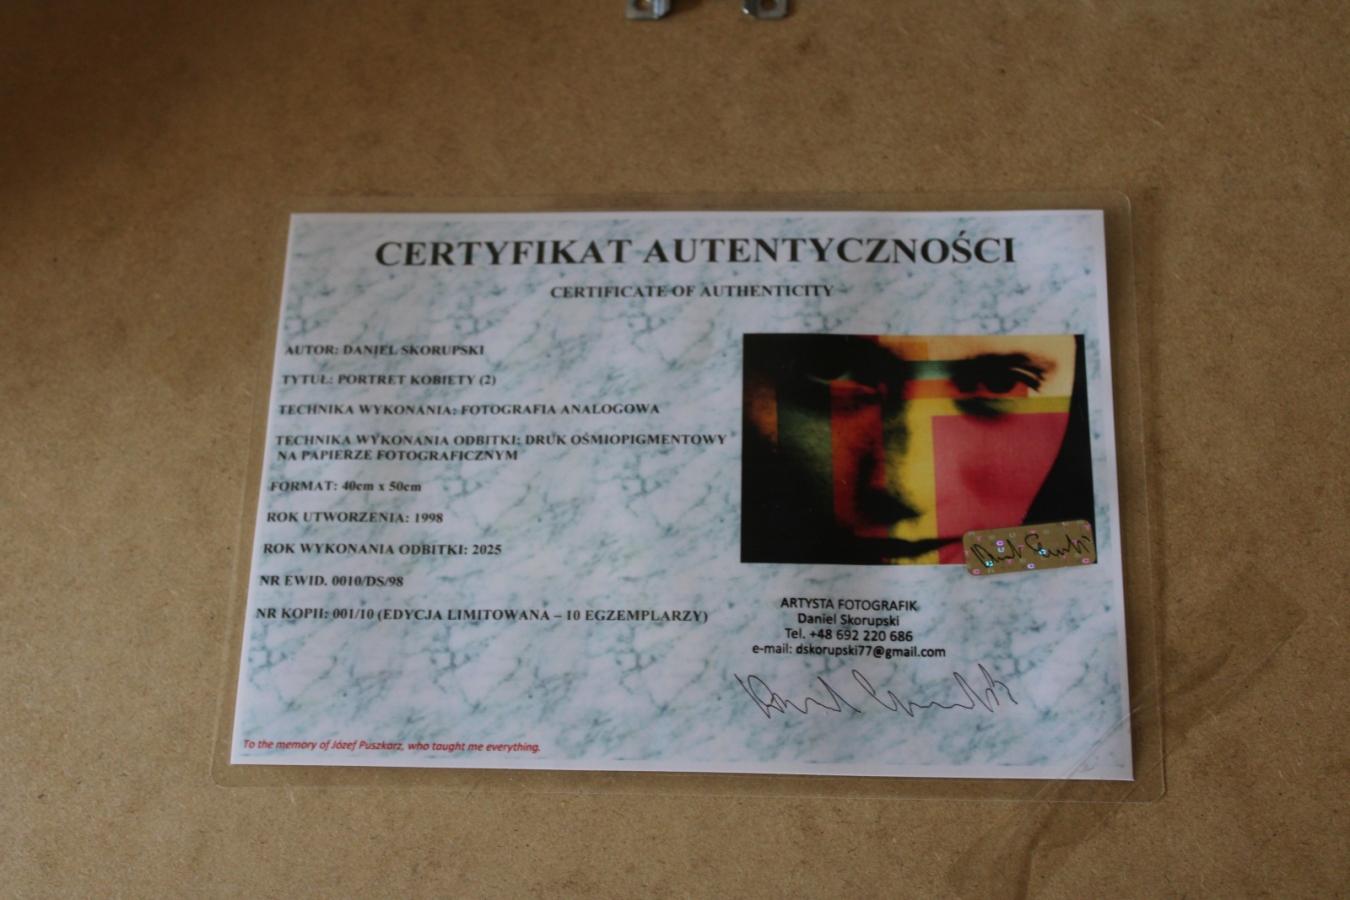 CERTYFIKAT AUTENTYCZNOŚCI
CERTIFICATE OF AUTHENTICITY
AUTOR: DANIEL SKORUPSKI
TYTUŁ: PORTRET KOBIETY (2)
TECHNIKA WYKONANIA: FOTOGRAFIA ANALOGOWA
TECHNIKA WYKONANIA ODBITKI: DRUK OŚMIOPIGMENTOWY
NA PAPIERZE FOTOGRAFICZNYM
FORMAT: 40cm x 50cm
ROK UTWORZENIA: 1998
ROK WYKONANIA ODBITKI: 2025
NR EWID. 0010/DS/98
NR KOPII: 001/10 (EDYCJA LIMITOWANA – 10 EGZEMPLARZY)
ARTYSTA FOTOGRAFIK
Daniel Skorupski
Tel. +48 692 220 686
e-mail: dskorupski77@gmail.com
To the memory of Józef Puszkarz, who taught me everything.